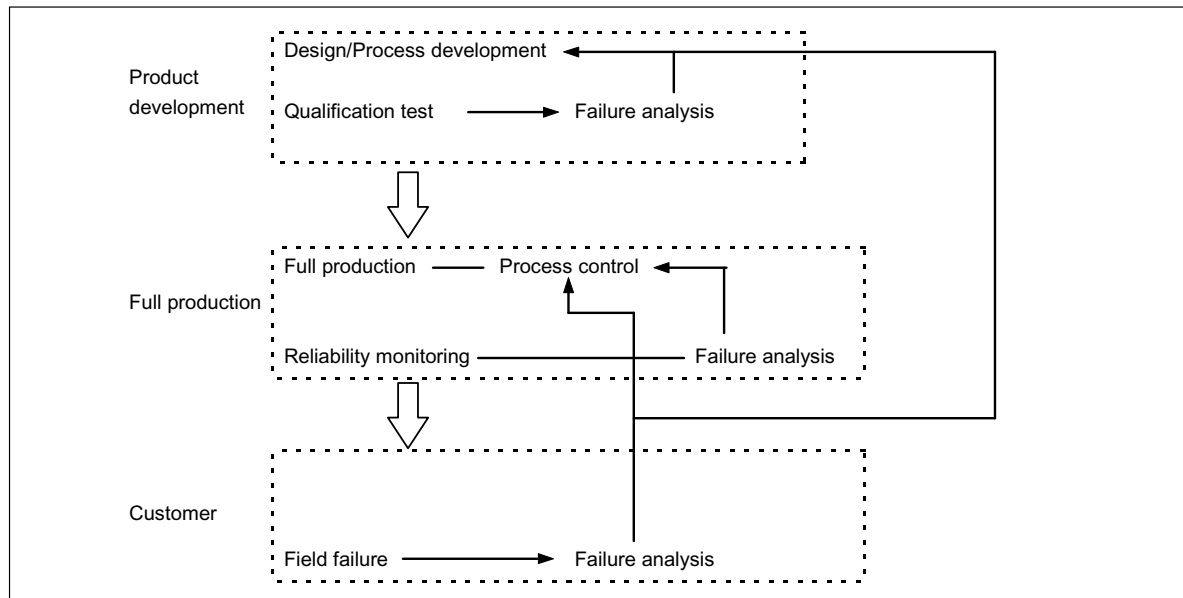 Design/Process development
Product
development
Qualification test
Failure analysis
Full production
Process control
Full production
Reliability monitoring
Failure analysis
Customer
Field failure
Failure analysis